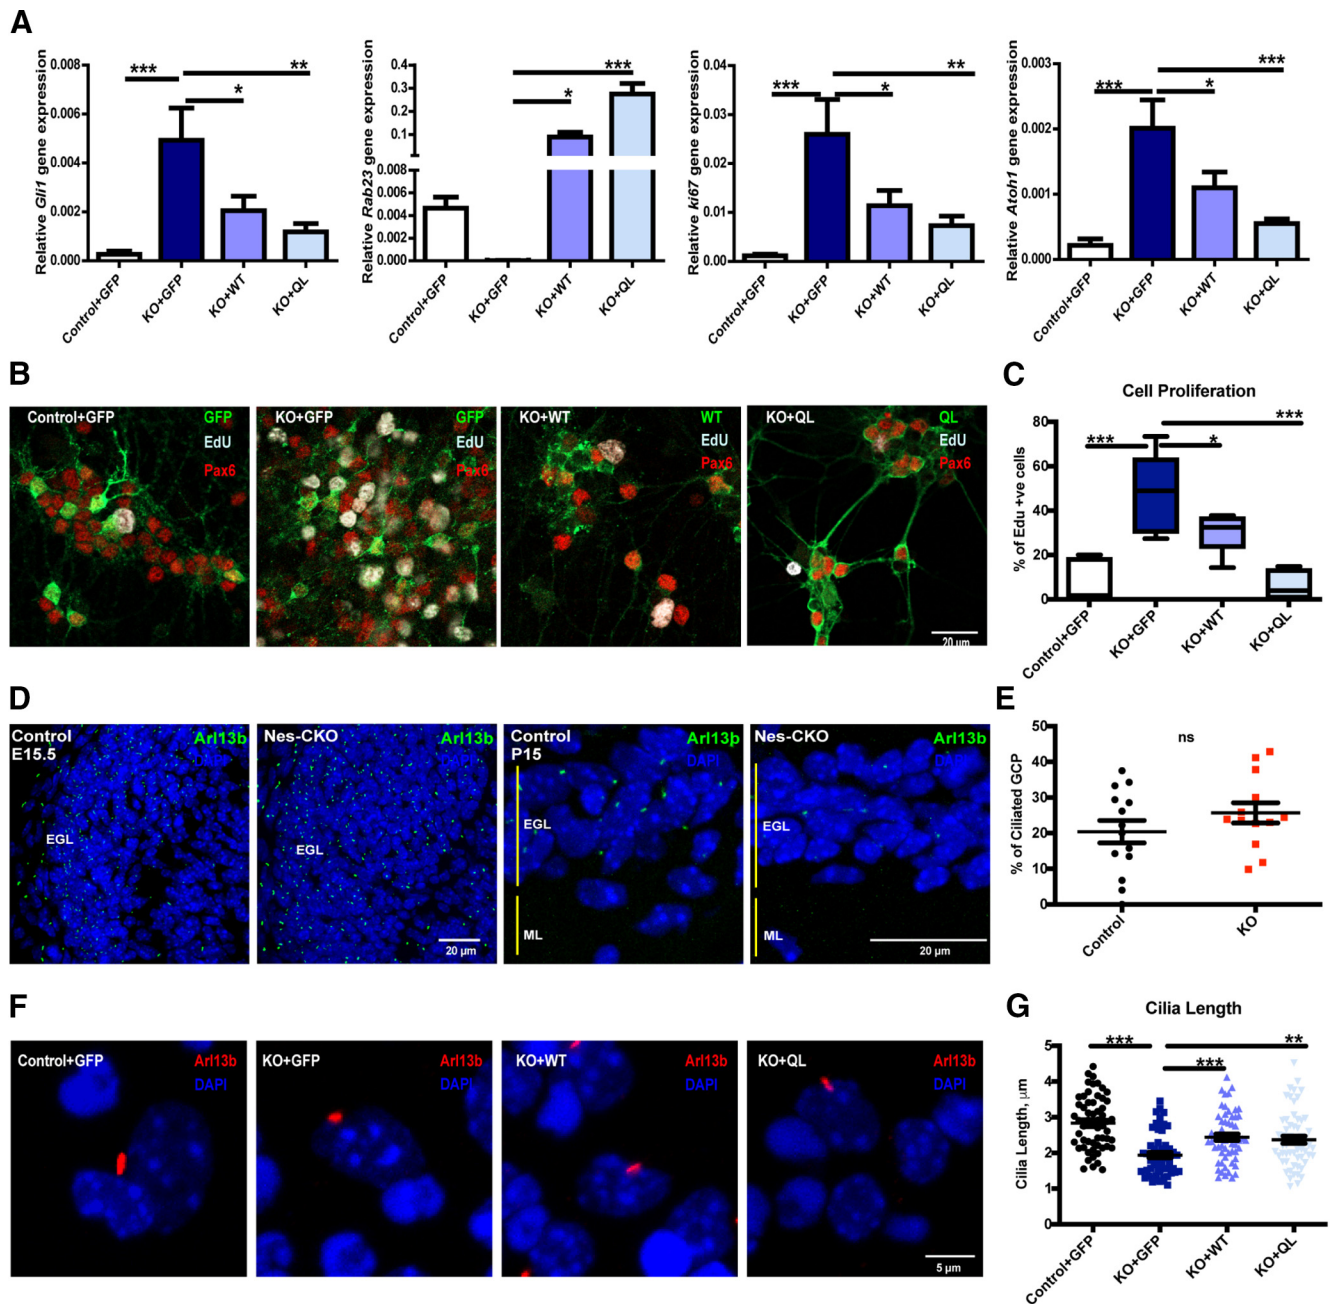 A
Relative Gli1 gene expression
0.008
0.006
0.004
0.002
0.000
***
**
*
Control+GFP
KO+GFP
KO+WT
KO+QL
Relative Rab23 gene expression
0.4
0.3
0.2
0.1
0.008
0.006
0.004
0.002
0.000
***
*
Control+GFP
KO+GFP
KO+WT
KO+QL
Relative ki67 gene expression
0.04
0.03
0.02
0.01
0.00
***
**
*
Control+GFP
KO+GFP
KO+WT
KO+QL
Relative Atoh1 gene expression
0.003
0.002
0.001
0.000
***
***
*
Control+GFP
KO+GFP
KO+WT
KO+QL
B
Control+GFP
GFP
EdU
Pax6
KO+GFP
GFP
EdU
Pax6
KO+WT
WT
EdU
Pax6
KO+QL
QL
EdU
Pax6
20 µm
C
Cell Proliferation
% of Edu +ve cells
80
60
40
20
0
***
***
*
Control+GFP
KO+GFP
KO+WT
KO+QL
D
Control
E15.5
Arl13b
DAPI
EGL
Nes-CKO
Arl13b
DAPI
EGL
20 µm
Control
P15
Arl13b
DAPI
EGL
ML
Nes-CKO
Arl13b
DAPI
EGL
ML
20 µm
E
% of Ciliated GCP
50
40
30
20
10
0
ns
Control
KO
F
Control+GFP
Arl13b
DAPI
KO+GFP
Arl13b
DAPI
KO+WT
Arl13b
DAPI
KO+QL
Arl13b
DAPI
5 µm
G
Cilia Length
Cilia Length, µm
5
4
3
2
1
0
***
**
***
Control+GFP
KO+GFP
KO+WT
KO+QL